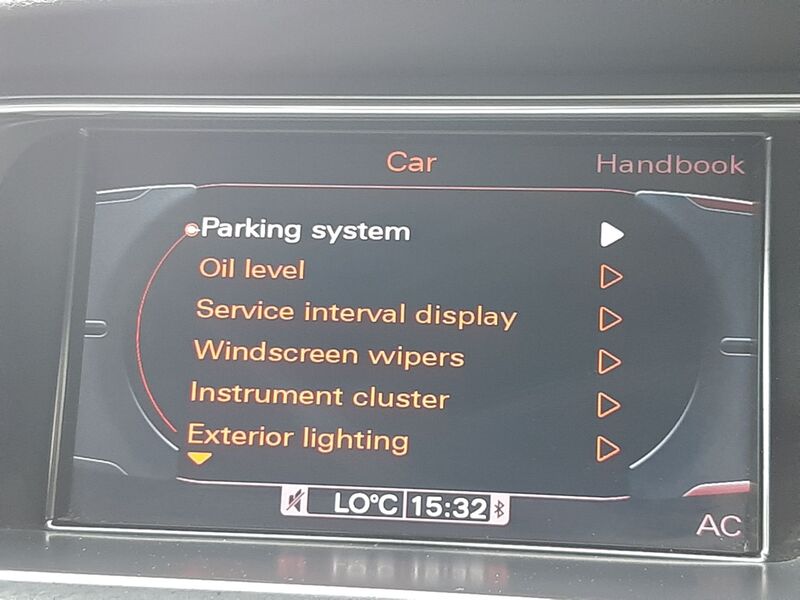 Car
Handbook
Parking system
Oil level
Service interval display
Windscreen wipers
Instrument cluster
Exterior lighting
LO°C 15:32
AC